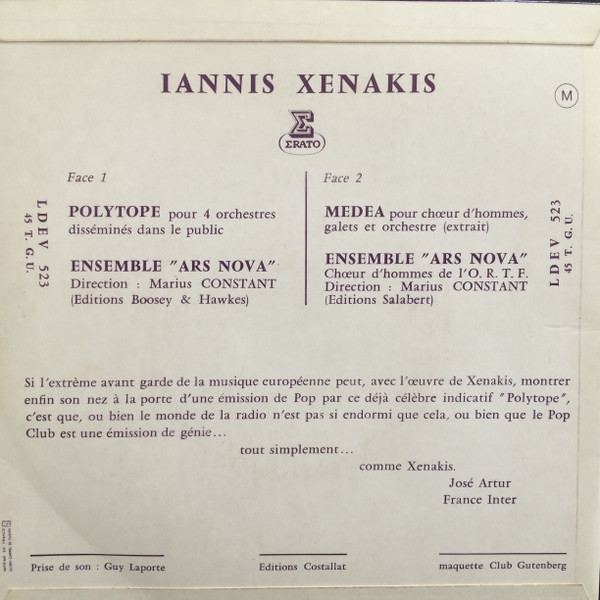 IANNIS XENAKIS
M
Σ
ΣRATO
Face 1
POLYTOPE pour 4 orchestres
disséminés dans le public
ENSEMBLE "ARS NOVA"
Direction : Marius CONSTANT
(Editions Boosey & Hawkes)
LDEV 523
45 T. G. U.
Face 2
MEDEA pour chœur d'hommes,
galets et orchestre (extrait)
ENSEMBLE "ARS NOVA"
Chœur d'hommes de l'O. R. T. F.
Direction : Marius CONSTANT
(Editions Salabert)
LDEV 523
45 T. G. U.
Si l'extrème avant garde de la musique européenne peut, avec l'œuvre de Xenakis, montrer
enfin son nez à la porte d'une émission de Pop par ce déjà célèbre indicatif "Polytope",
c'est que, ou bien le monde de la radio n'est pas si endormi que cela, ou bien que le Pop
Club est une émission de génie...
tout simplement...
comme Xenakis.
José Artur
France Inter
Prise de son : Guy Laporte
Editions Costallat
maquette Club Gutenberg